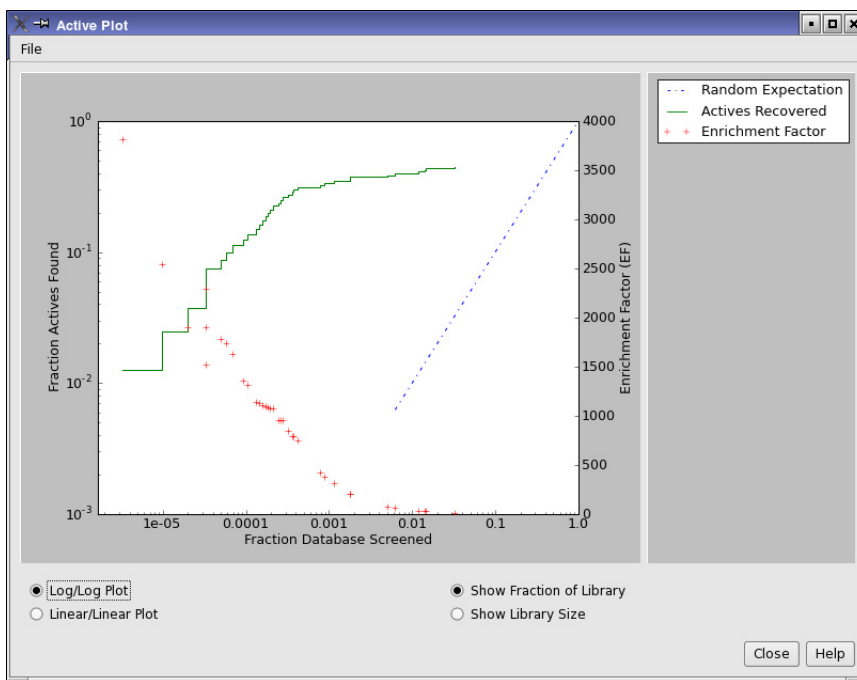 Active Plot
File
Random Expectation
Actives Recovered
Enrichment Factor
10^0
10^-1
10^-2
10^-3
Fraction Actives Found
4000
3500
3000
2500
2000
1500
1000
500
0
Enrichment Factor (EF)
1e-05 0.0001 0.001 0.01 0.1 1.0
Fraction Database Screened
Log/Log Plot
Show Fraction of Library
Linear/Linear Plot
Show Library Size
Close Help